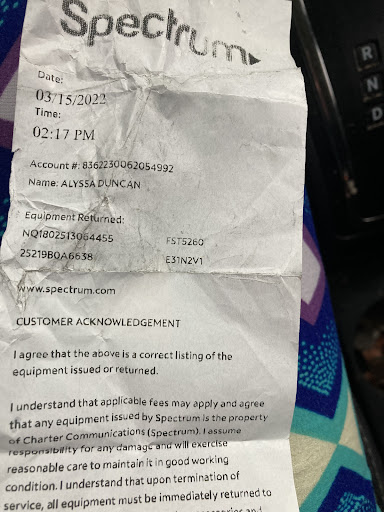 Spectrum
Date:
03/15/2022
Time:
02:17 PM
Account #: 8362230062054992
Name: ALYSSA DUNCAN
Equipment Returned:
NQ1802513064455 FST5260
25219BQA6638 E31N2V1
www.spectrum.com
CUSTOMER ACKNOWLEDGEMENT
I agree that the above is a correct listing of the
equipment issued or returned.
I understand that applicable fees may apply and agree
that any equipment issued by Spectrum is the property
of Charter Communications (Spectrum). I assume
responsibility for any damage and will exercise
reasonable care to maintain it in good working
condition. I understand that upon termination of
service, all equipment must be immediately returned to
R
N
D